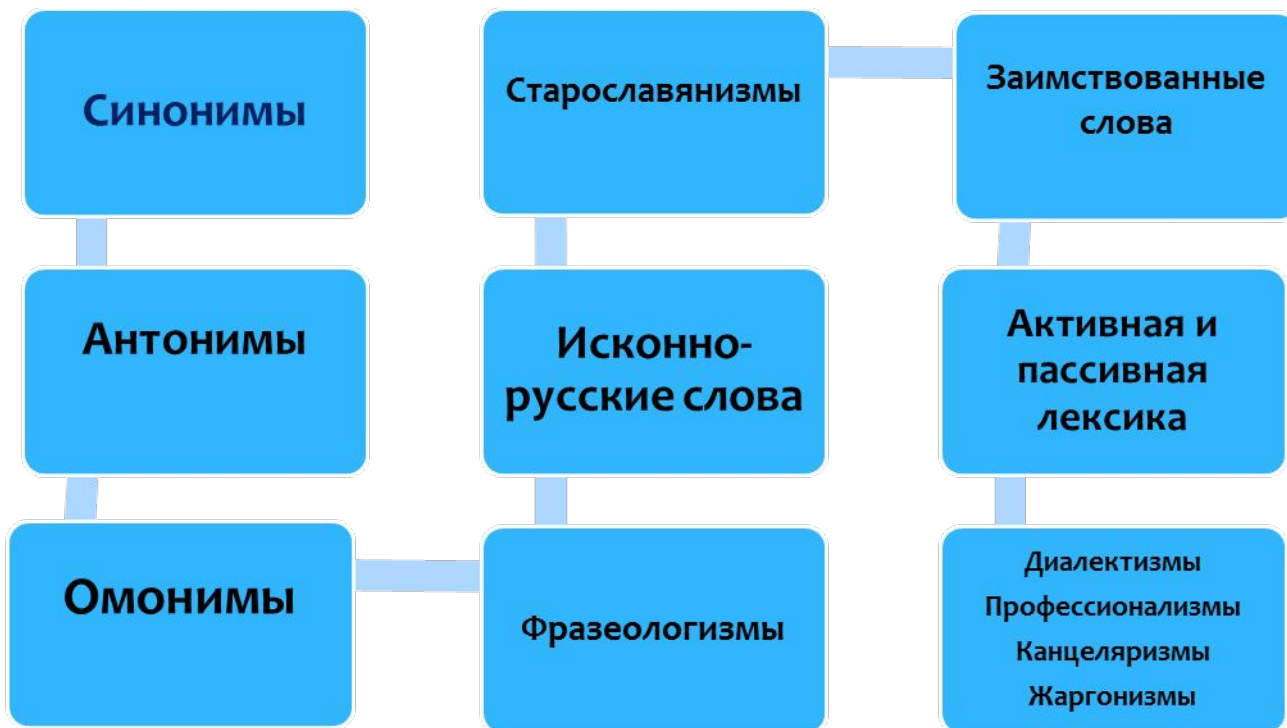 Синонимы
Антонимы
Омонимы
Фразеологизмы
Исконно-
русские слова
Старославянизмы
Заимствованные
слова
Активная и
пассивная
лексика
Диалектизмы
Профессионализмы
Канцеляризмы
Жаргонизмы